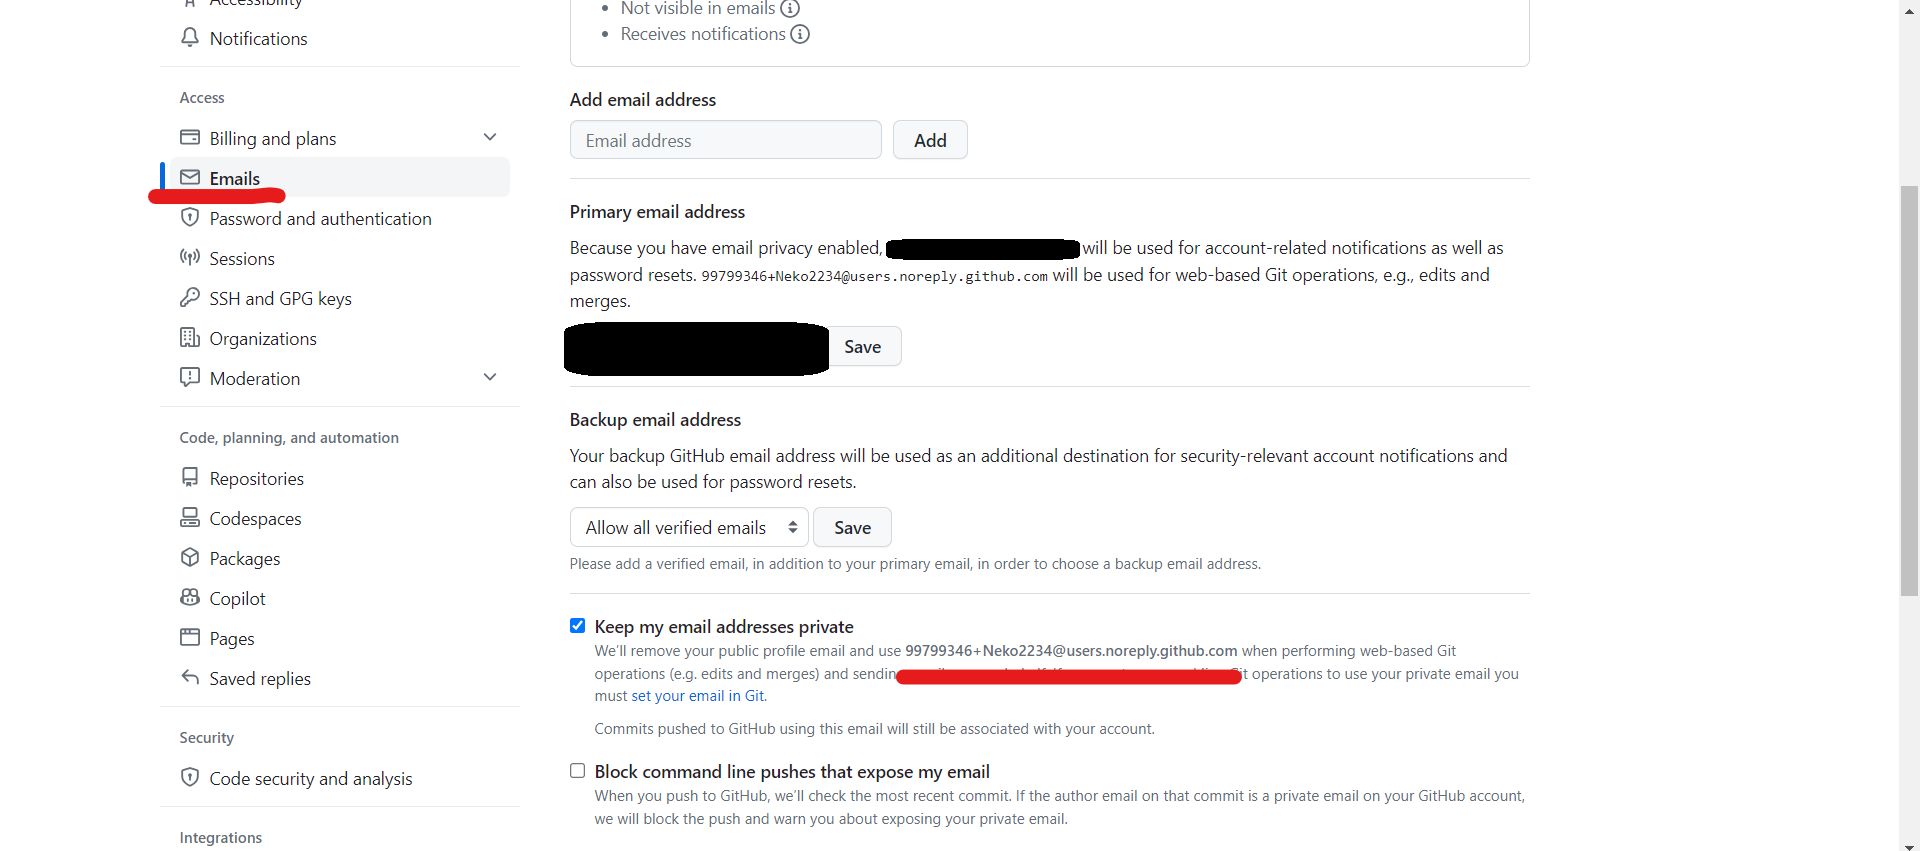 Accessibility
Notifications
Access
Billing and plans
Emails
Password and authentication
Sessions
SSH and GPG keys
Organizations
Moderation
Code, planning, and automation
Repositories
Codespaces
Packages
Copilot
Pages
Saved replies
Security
Code security and analysis
Integrations
Not visible in emails
Receives notifications
Add email address
Email address Add
Primary email address
Because you have email privacy enabled, will be used for account-related notifications as well as
password resets. 99799346+Neko2234@users.noreply.github.com will be used for web-based Git operations, e.g., edits and
merges.
Save
Backup email address
Your backup GitHub email address will be used as an additional destination for security-relevant account notifications and
can also be used for password resets.
Allow all verified emails Save
Please add a verified email, in addition to your primary email, in order to choose a backup email address.
Keep my email addresses private
We'll remove your public profile email and use 99799346+Neko2234@users.noreply.github.com when performing web-based Git
operations (e.g. edits and merges) and operations to use your private email you
must set your email in Git.
Commits pushed to GitHub using this email will still be associated with your account.
Block command line pushes that expose my email
When you push to GitHub, we'll check the most recent commit. If the author email on that commit is a private email on your GitHub account,
we will block the push and warn you about exposing your private email.